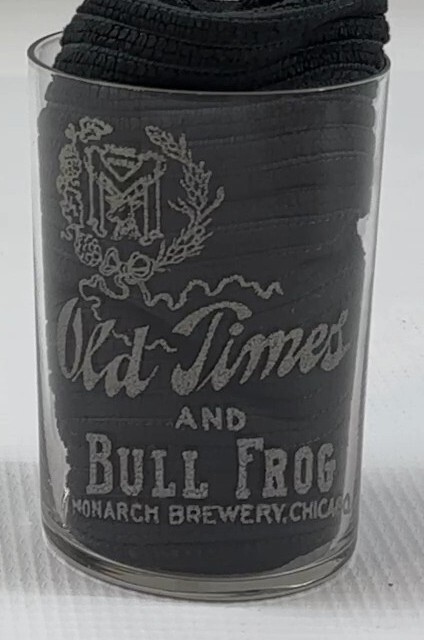 M
Old Times
AND
BULL FROG
MONARCH BREWERY, CHICAGO